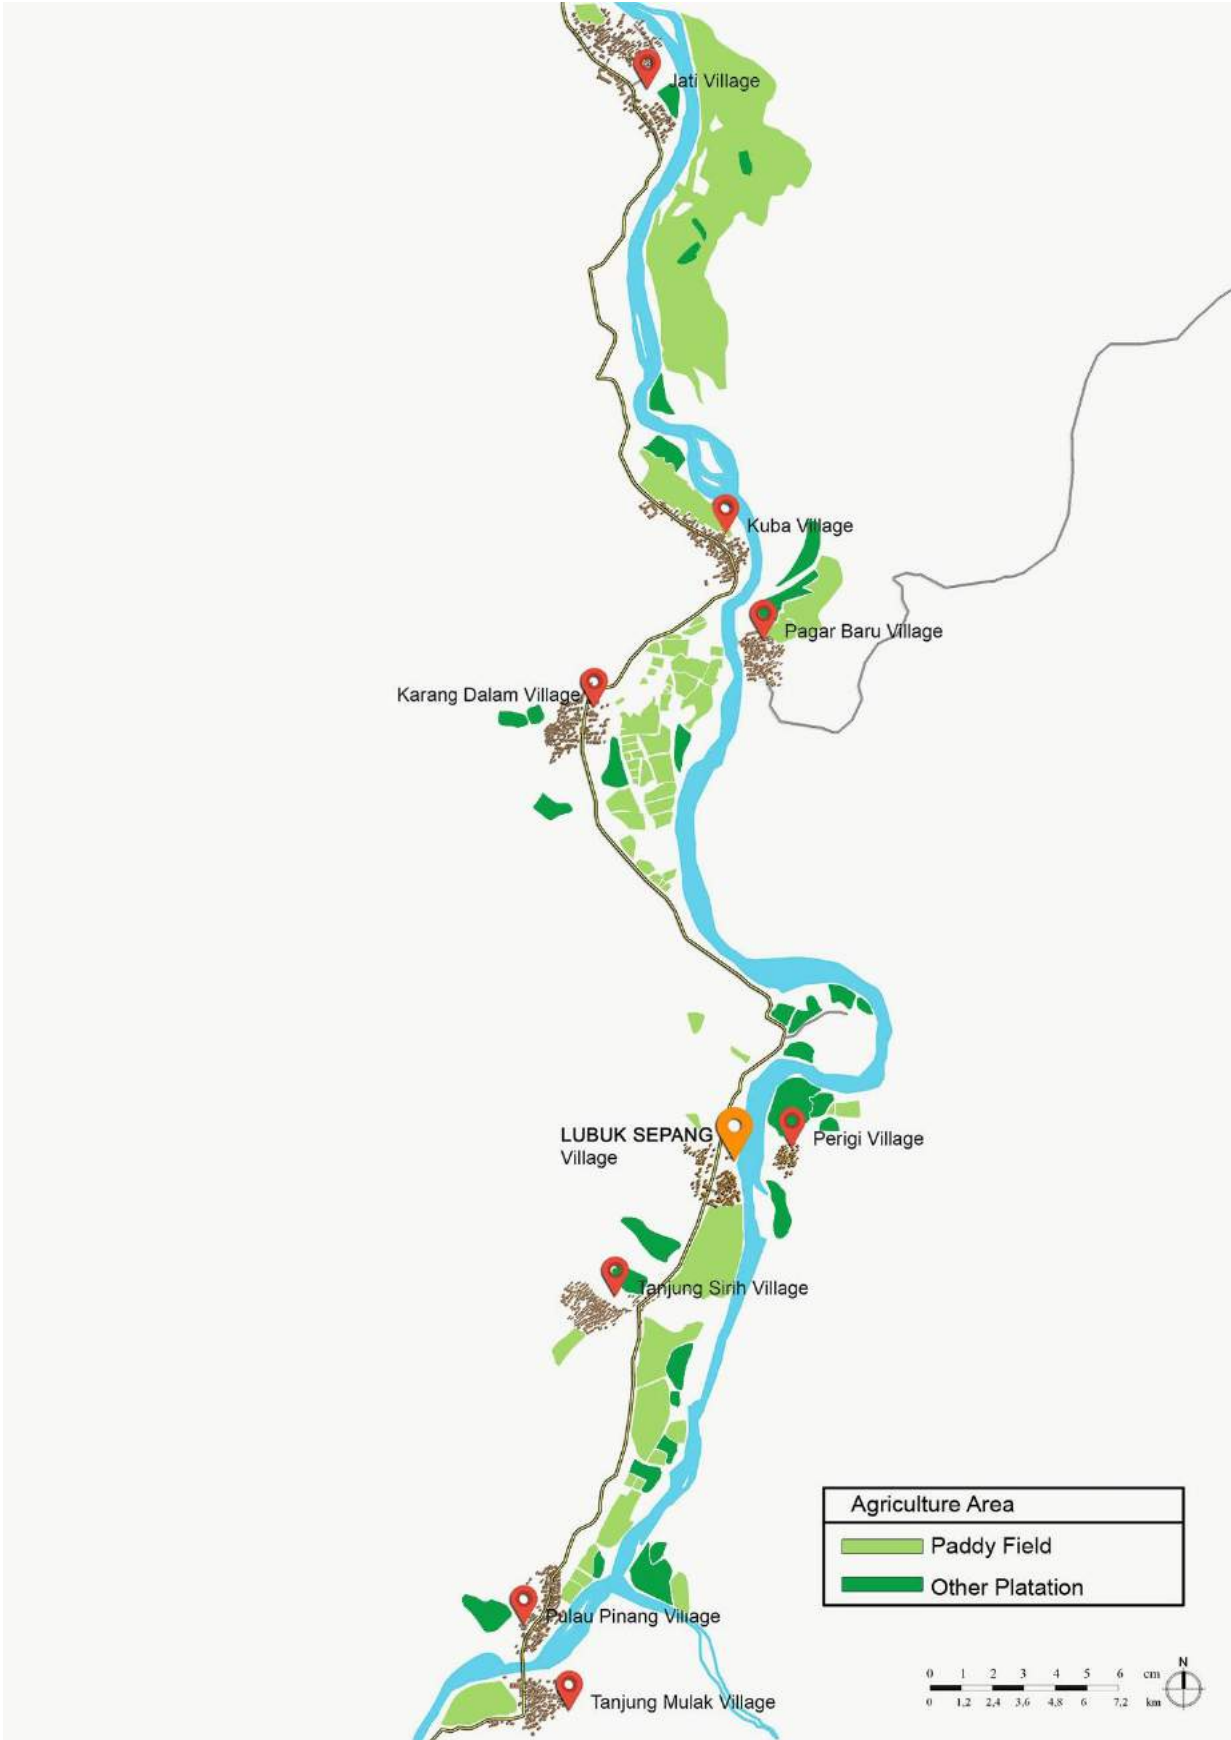 Jati Village
Kuba Village
Pagar Baru Village
Karang Dalam Village
LUBUK SEPANG
Village
Perigi Village
Tanjung Sirih Village
Agriculture Area
Paddy Field
Other Platation
Pulau Pinang Village
Tanjung Mulak Village
N
0 1 2 3 4 5 6 cm
0 1,2 2,4 3,6 4,8 6 7,2 km